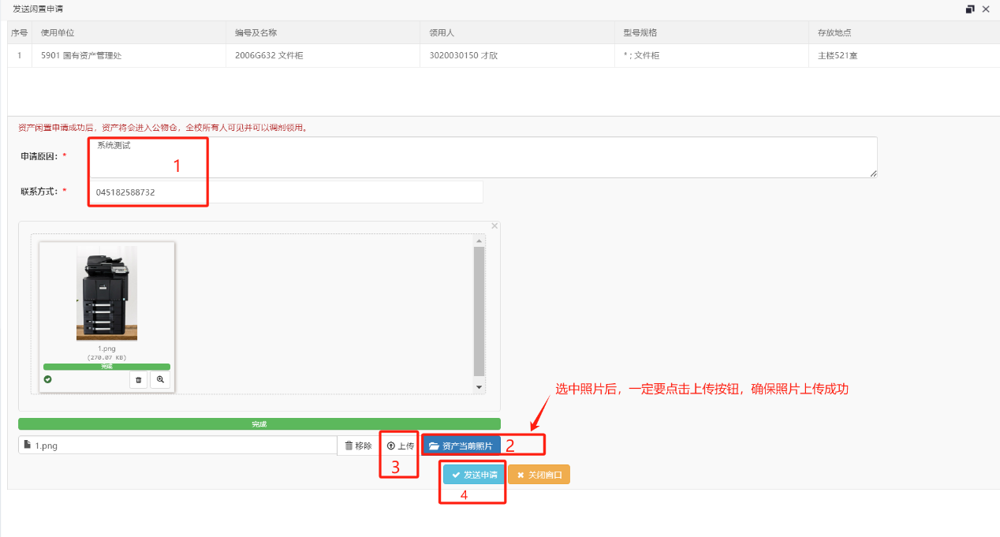 发送闲置申请
序号 使用单位 编号及名称 领用人 型号规格 存放地点
1 5901 国有资产管理处 2006G632 文件柜 3020030150 才欣 * ; 文件柜 主楼521室
资产闲置申请成功后，资产将会进入公物仓，全校所有人可见并可以调剂领用。
申请原因：* 系统测试
1
联系方式：* 045182588732
1.png
(270.07 KB)
完成
选中照片后，一定要点击上传按钮，确保照片上传成功
完成
1.png 移除 上传 资产当前照片 2
3
发送申请 关闭窗口
4